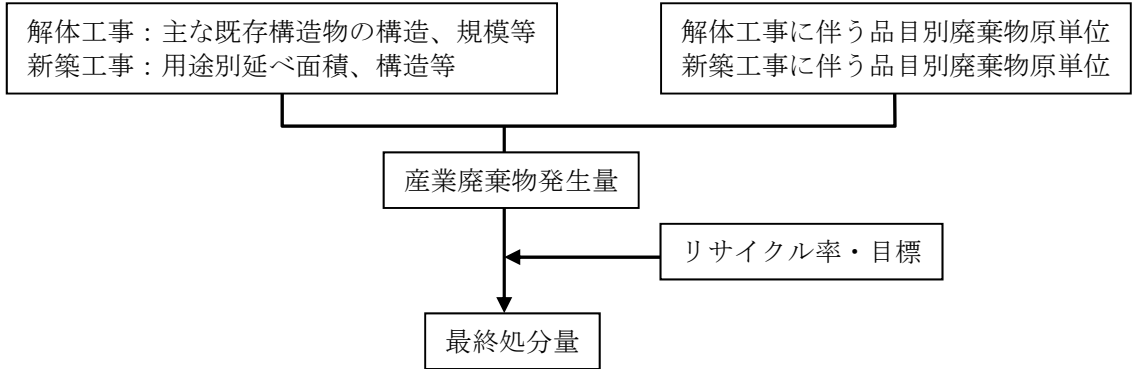 解体工事：主な既存構造物の構造、規模等
新築工事：用途別延べ面積、構造等
解体工事に伴う品目別廃棄物原単位
新築工事に伴う品目別廃棄物原単位
産業廃棄物発生量
リサイクル率・目標
最終処分量